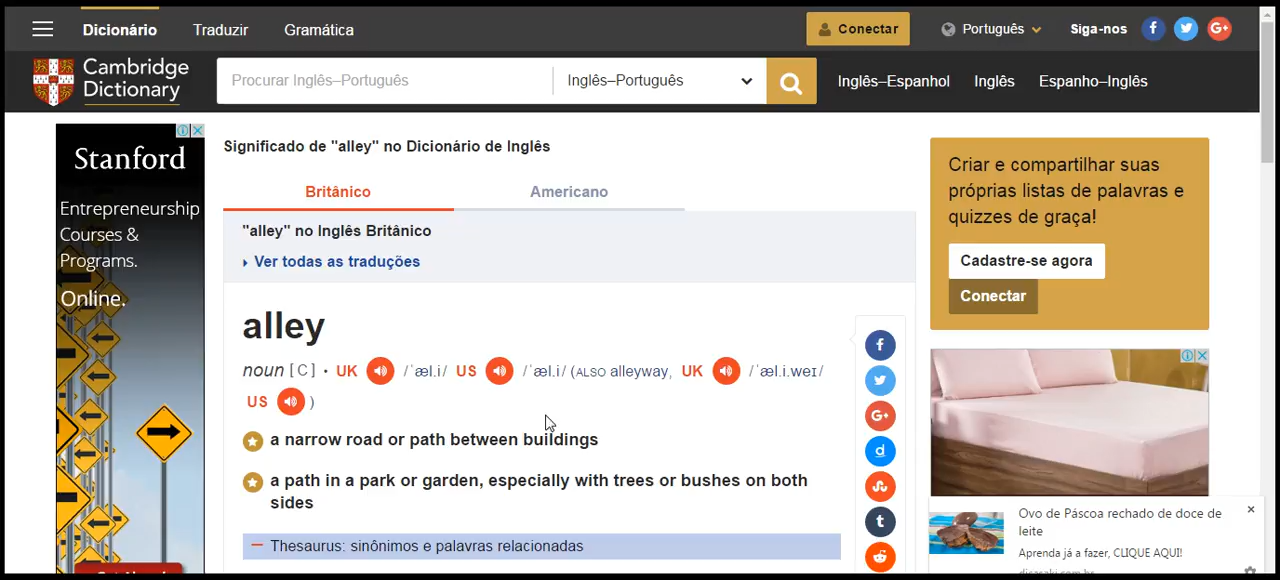 Dicionário Traduzir Gramática Conectar Português Siga-nos
Cambridge Dictionary
Procurar Inglês–Português Inglês–Português Inglês–Espanhol Inglês Espanho–Inglês
Stanford
Entrepreneurship
Courses &
Programs.
Online.
Significado de "alley" no Dicionário de Inglês
Britânico Americano
"alley" no Inglês Britânico
Ver todas as traduções
alley
noun [C] • UK /ˈæl.i/ US /ˈæl.i/ (ALSO alleyway, UK /ˈæl.i.weɪ/
US )
a narrow road or path between buildings
a path in a park or garden, especially with trees or bushes on both
sides
Thesaurus: sinônimos e palavras relacionadas
Criar e compartilhar suas
próprias listas de palavras e
quizzes de graça!
Cadastre-se agora
Conectar
Ovo de Páscoa rechado de doce de
leite
Aprenda já a fazer, CLIQUE AQUI!